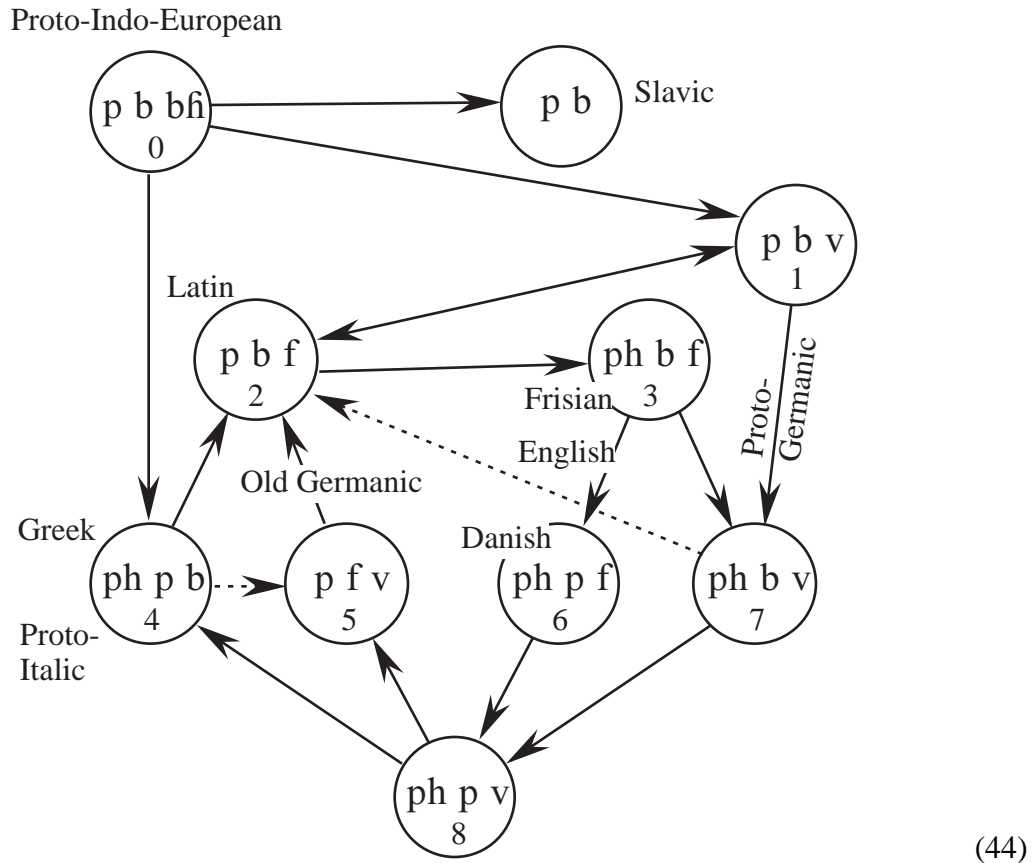 Proto-Indo-European
p b bɦ
0
p b
Slavic
p b v
1
Latin
p b f
2
ph b f
3
Frisian
Proto-
Germanic
English
Old Germanic
Greek
Danish
ph p b
4
p f v
5
ph p f
6
ph b v
7
Proto-
Italic
ph p v
8
(44)